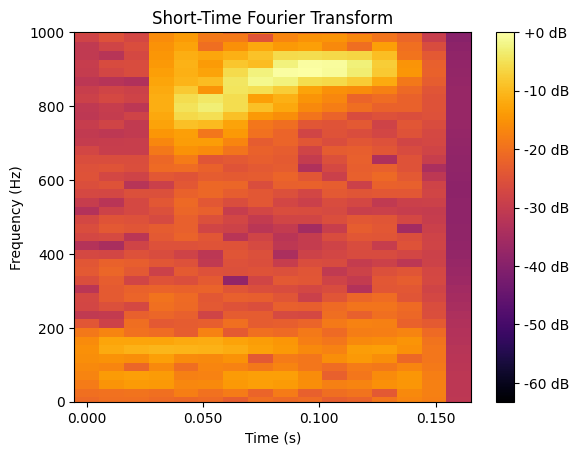 Short-Time Fourier Transform
1000
800
600
400
200
0
Frequency (Hz)
0.000
0.050
0.100
0.150
Time (s)
+0 dB
-10 dB
-20 dB
-30 dB
-40 dB
-50 dB
-60 dB